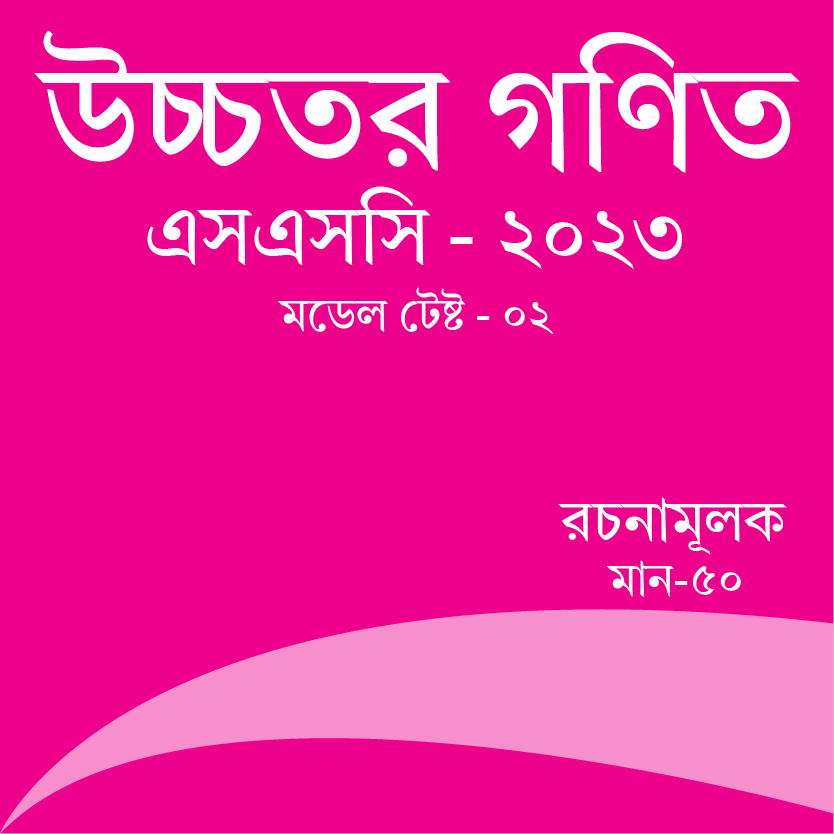 উচ্চতর গণিত
এসএসসি - ২০২৩
মডেল টেষ্ট - ০২
রচনামূলক
মান-৫০